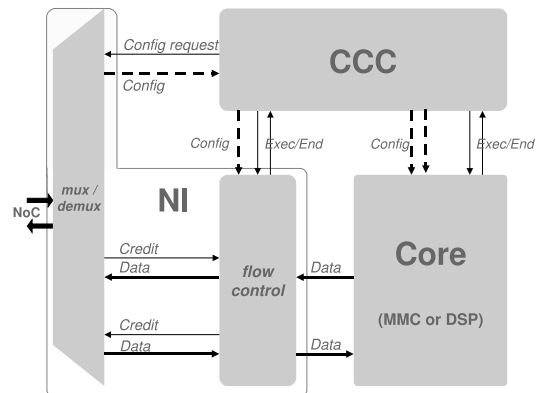 Config request
CCC
Config
Config
Exec/End
Config
Exec/End
mux /
demux
NoC
NI
Credit
Data
flow
control
Data
Core
(MMC or DSP)
Credit
Data
Data